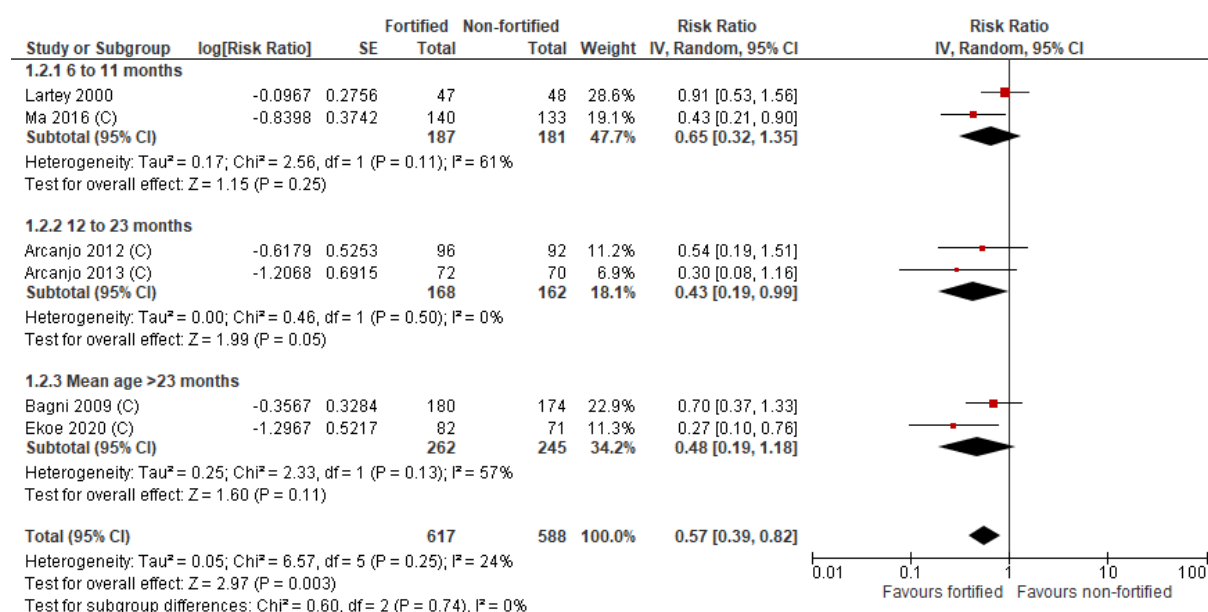 Fortified Non-fortified Risk Ratio Risk Ratio
Study or Subgroup log[Risk Ratio] SE Total Total Weight IV, Random, 95% CI IV, Random, 95% CI
1.2.1 6 to 11 months
Lartey 2000 -0.0967 0.2756 47 48 28.6% 0.91 [0.53, 1.56]
Ma 2016 (C) -0.8398 0.3742 140 133 19.1% 0.43 [0.21, 0.90]
Subtotal (95% CI) 187 181 47.7% 0.65 [0.32, 1.35]
Heterogeneity: Tau² = 0.17; Chi² = 2.56, df = 1 (P = 0.11); I² = 61%
Test for overall effect: Z = 1.15 (P = 0.25)
1.2.2 12 to 23 months
Arcanjo 2012 (C) -0.6179 0.5253 96 92 11.2% 0.54 [0.19, 1.51]
Arcanjo 2013 (C) -1.2068 0.6915 72 70 6.9% 0.30 [0.08, 1.16]
Subtotal (95% CI) 168 162 18.1% 0.43 [0.19, 0.99]
Heterogeneity: Tau² = 0.00; Chi² = 0.46, df = 1 (P = 0.50); I² = 0%
Test for overall effect: Z = 1.99 (P = 0.05)
1.2.3 Mean age >23 months
Bagni 2009 (C) -0.3567 0.3284 180 174 22.9% 0.70 [0.37, 1.33]
Ekoe 2020 (C) -1.2967 0.5217 82 71 11.3% 0.27 [0.10, 0.76]
Subtotal (95% CI) 262 245 34.2% 0.48 [0.19, 1.18]
Heterogeneity: Tau² = 0.25; Chi² = 2.33, df = 1 (P = 0.13); I² = 57%
Test for overall effect: Z = 1.60 (P = 0.11)
Total (95% CI) 617 588 100.0% 0.57 [0.39, 0.82]
Heterogeneity: Tau² = 0.05; Chi² = 6.57, df = 5 (P = 0.25); I² = 24%
Test for overall effect: Z = 2.97 (P = 0.003)
Test for subgroup differences: Chi² = 0.60, df = 2 (P = 0.74), I² = 0%
0.01 0.1 1 10 100
Favours fortified Favours non-fortified